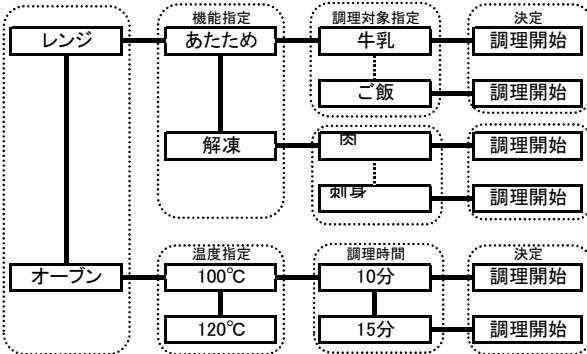 機能指定
調理対象指定
決定
レンジ
あたため
牛乳
調理開始
ご飯
調理開始
解凍
肉
調理開始
刺身
調理開始
温度指定
調理時間
決定
オーブン
100℃
10分
調理開始
120℃
15分
調理開始